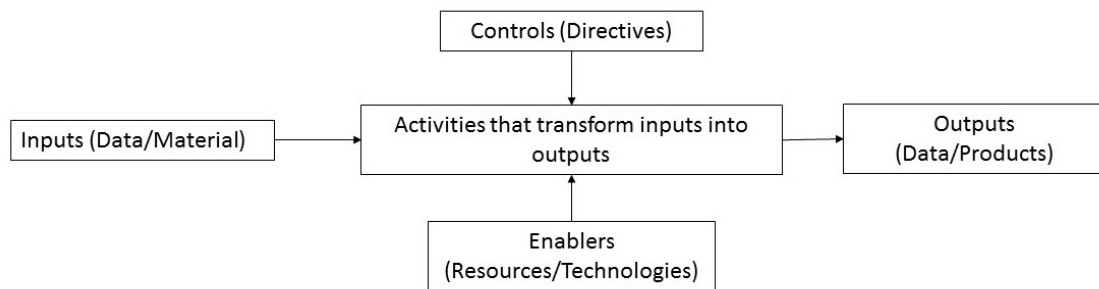 Controls (Directives)
Inputs (Data/Material)
Activities that transform inputs into
outputs
Outputs
(Data/Products)
Enablers
(Resources/Technologies)